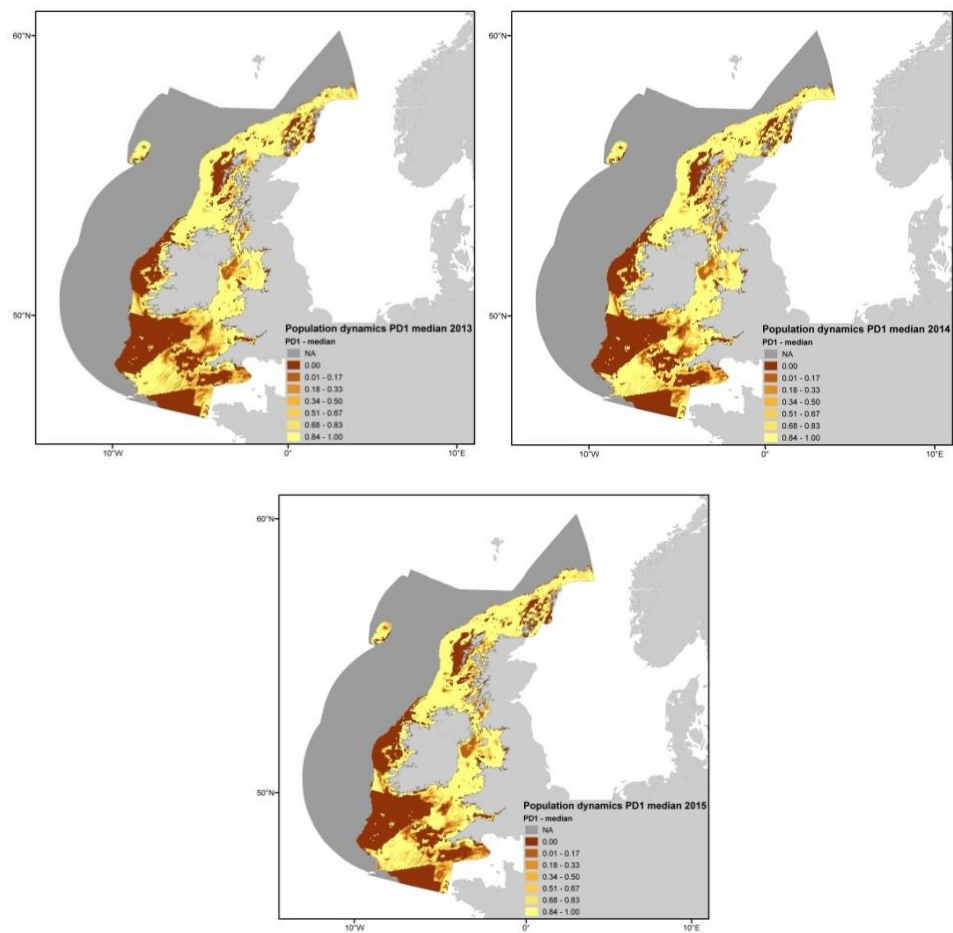 60°N
50°N
10°W
0°
10°E
Population dynamics PD1 median 2013
PD1 - median
NA
0.00
0.01 - 0.17
0.18 - 0.33
0.34 - 0.50
0.51 - 0.67
0.68 - 0.83
0.84 - 1.00
60°N
50°N
10°W
0°
10°E
Population dynamics PD1 median 2014
PD1 - median
NA
0.00
0.01 - 0.17
0.18 - 0.33
0.34 - 0.50
0.51 - 0.67
0.68 - 0.83
0.84 - 1.00
60°N
50°N
10°W
0°
10°E
Population dynamics PD1 median 2015
PD1 - median
NA
0.00
0.01 - 0.17
0.18 - 0.33
0.34 - 0.50
0.51 - 0.67
0.68 - 0.83
0.84 - 1.00